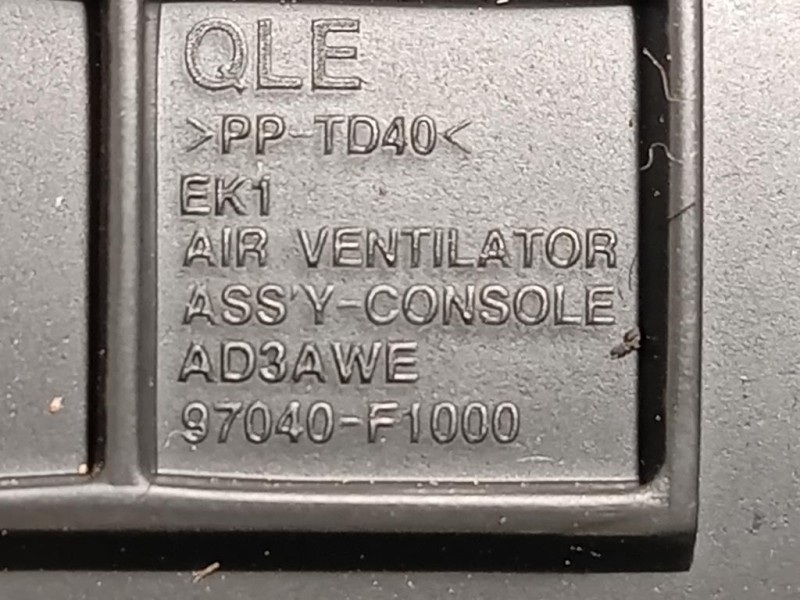 QLE
>PP-TD40<
EK1
AIR VENTILATOR
ASS'Y-CONSOLE
AD3AWE
97040-F1000